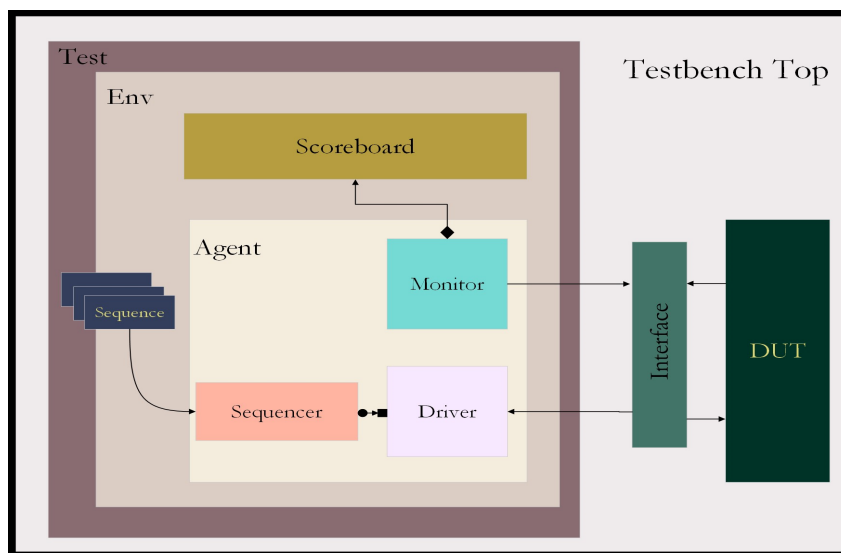 Test
Testbench Top
Env
Scoreboard
Agent
Monitor
Sequence
Interface
DUT
Sequencer
Driver